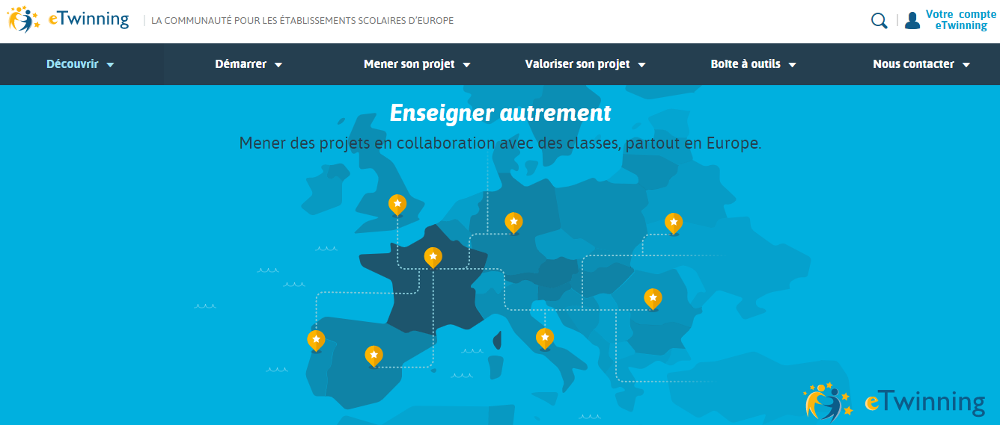 eTwinning
LA COMMUNAUTÉ POUR LES ÉTABLISSEMENTS SCOLAIRES D'EUROPE
Votre compte
eTwinning
Découvrir
Démarrer
Mener son projet
Valoriser son projet
Boîte à outils
Nous contacter
Enseigner autrement
Mener des projets en collaboration avec des classes, partout en Europe.
eTwinning